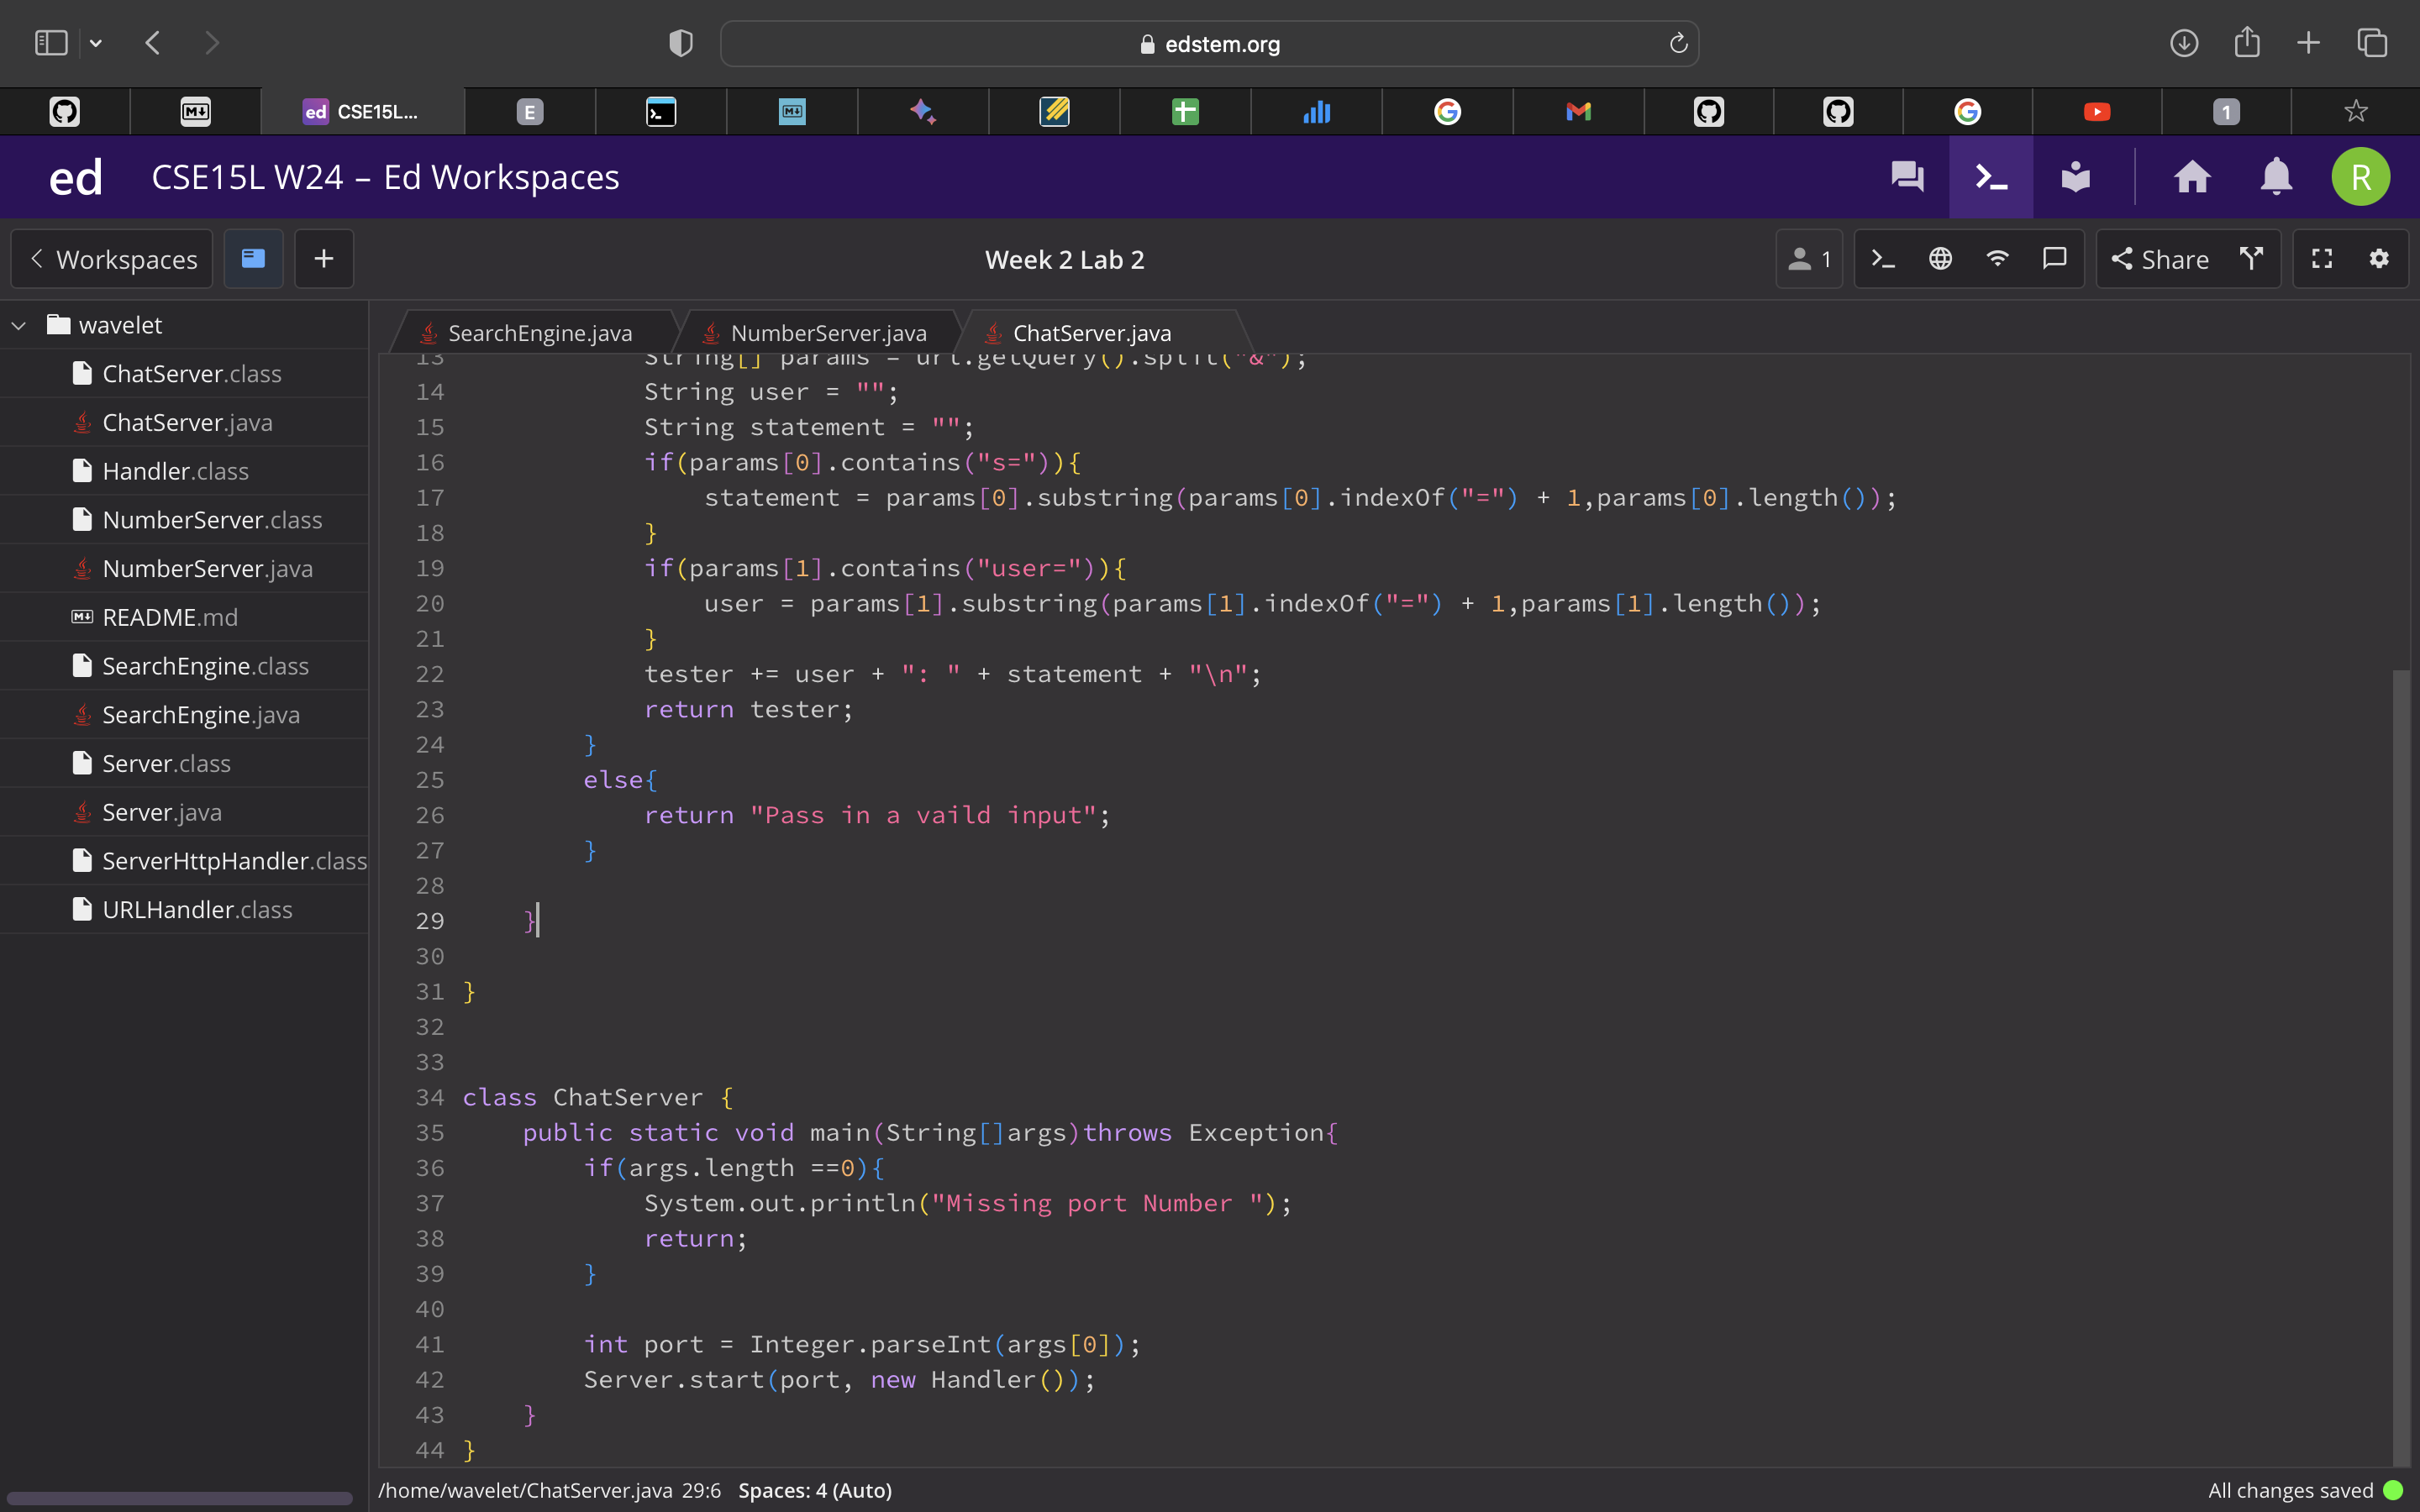 edstem.org
ed CSE15L...
E
1
ed CSE15L W24 – Ed Workspaces
R
Workspaces
Week 2 Lab 2
1
Share
wavelet
ChatServer.class
ChatServer.java
Handler.class
NumberServer.class
NumberServer.java
README.md
SearchEngine.class
SearchEngine.java
Server.class
Server.java
ServerHttpHandler.class
URLHandler.class
SearchEngine.java NumberServer.java ChatServer.java
13 String[] params = url.getQuery().split("&");
14 String user = "";
15 String statement = "";
16 if(params[0].contains("s=")){
17 statement = params[0].substring(params[0].indexOf("=") + 1,params[0].length());
18 }
19 if(params[1].contains("user=")){
20 user = params[1].substring(params[1].indexOf("=") + 1,params[1].length());
21 }
22 tester += user + ": " + statement + "\n";
23 return tester;
24 }
25 else{
26 return "Pass in a vaild input";
27 }
28
29 }
30
31 }
32
33
34 class ChatServer {
35 public static void main(String[]args)throws Exception{
36 if(args.length ==0){
37 System.out.println("Missing port Number ");
38 return;
39 }
40
41 int port = Integer.parseInt(args[0]);
42 Server.start(port, new Handler());
43 }
44 }
/home/wavelet/ChatServer.java 29:6 Spaces: 4 (Auto)
All changes saved